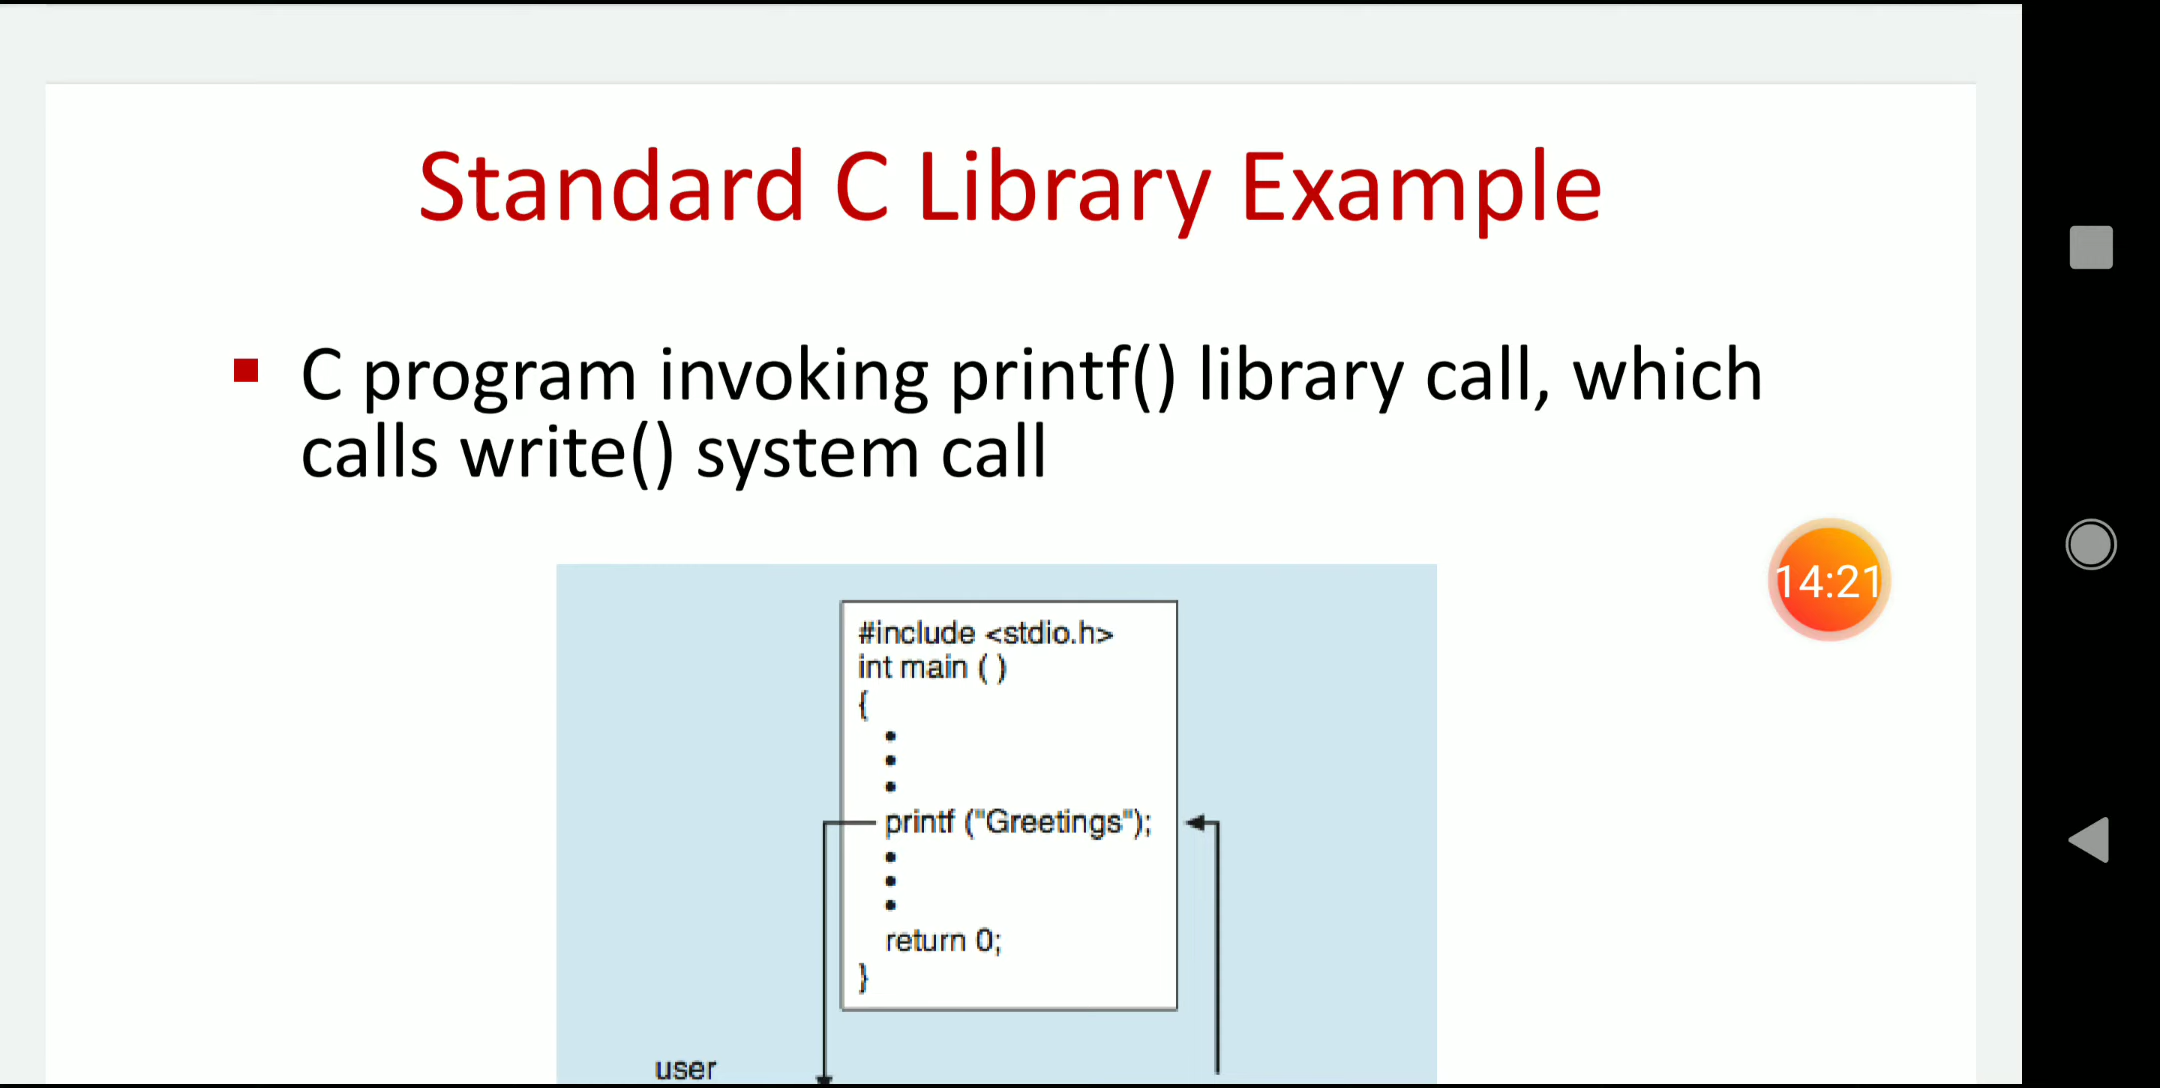 Standard C Library Example
▪ C program invoking printf() library call, which
calls write() system call
14:21
#include <stdio.h>
int main ( )
{
•
•
•
printf ("Greetings");
•
•
•
return 0;
}
user